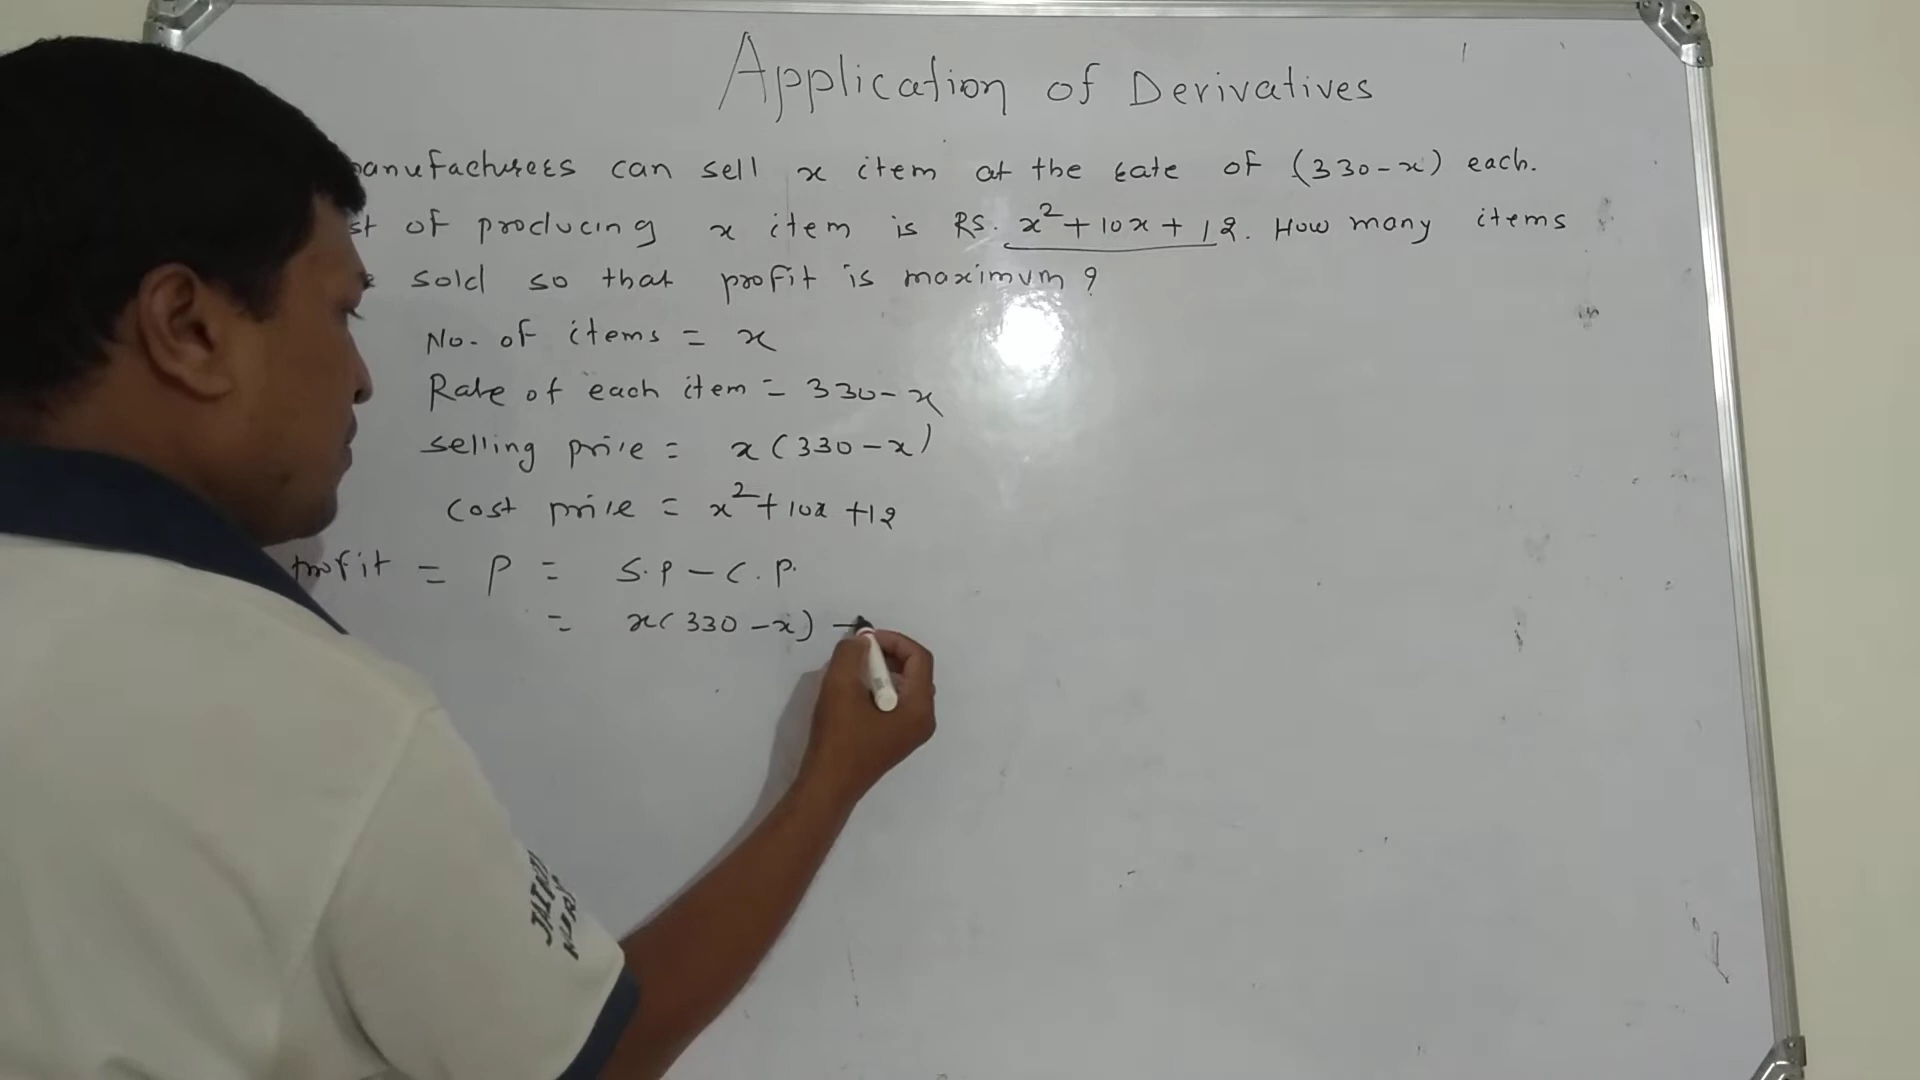 Application of Derivatives
manufacturers can sell x item at the rate of (330-x) each.
st of producing x item is RS. x²+10x+12. How many items
sold so that profit is maximum?
No. of items = x
Rate of each item = 330-x
selling price = x(330-x)
cost price = x²+10x+12
Profit = P = S.P-C.P.
= x(330-x) -